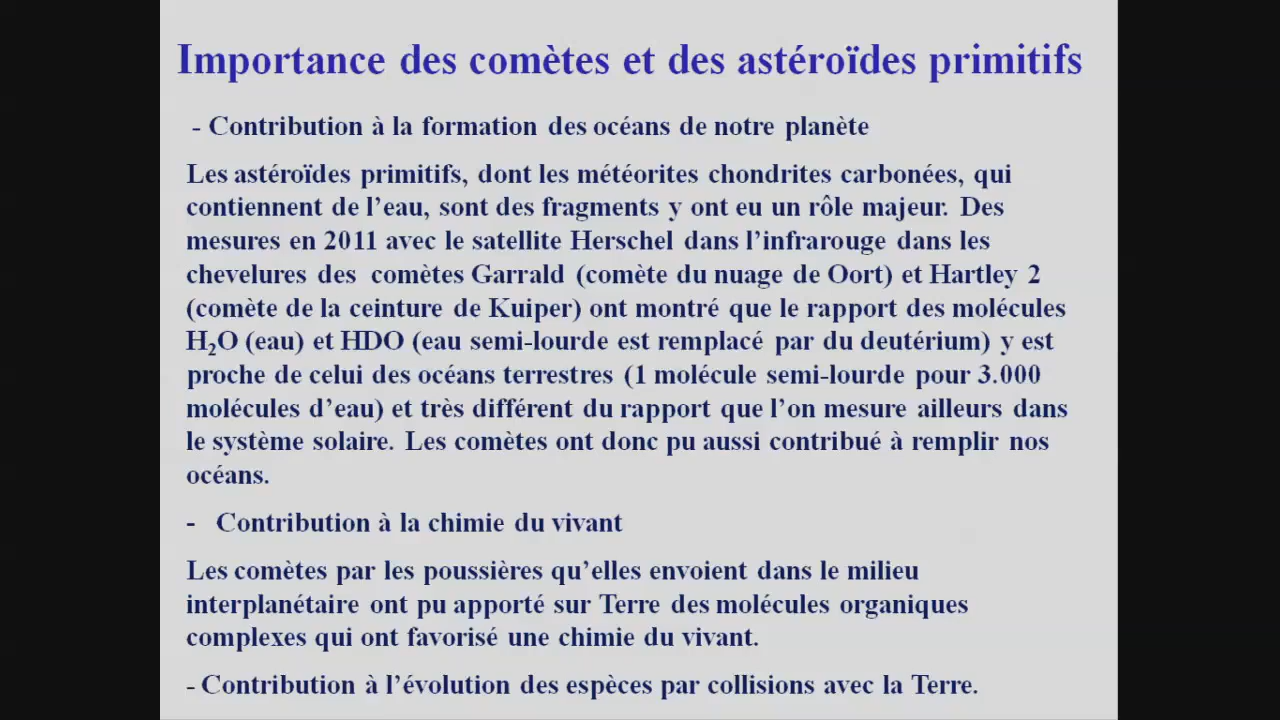 Importance des comètes et des astéroïdes primitifs
- Contribution à la formation des océans de notre planète
Les astéroïdes primitifs, dont les météorites chondrites carbonées, qui
contiennent de l’eau, sont des fragments y ont eu un rôle majeur. Des
mesures en 2011 avec le satellite Herschel dans l’infrarouge dans les
chevelures des comètes Garrald (comète du nuage de Oort) et Hartley 2
(comète de la ceinture de Kuiper) ont montré que le rapport des molécules
H₂O (eau) et HDO (eau semi-lourde est remplacé par du deutérium) y est
proche de celui des océans terrestres (1 molécule semi-lourde pour 3.000
molécules d’eau) et très différent du rapport que l’on mesure ailleurs dans
le système solaire. Les comètes ont donc pu aussi contribué à remplir nos
océans.
- Contribution à la chimie du vivant
Les comètes par les poussières qu’elles envoient dans le milieu
interplanétaire ont pu apporté sur Terre des molécules organiques
complexes qui ont favorisé une chimie du vivant.
- Contribution à l’évolution des espèces par collisions avec la Terre.